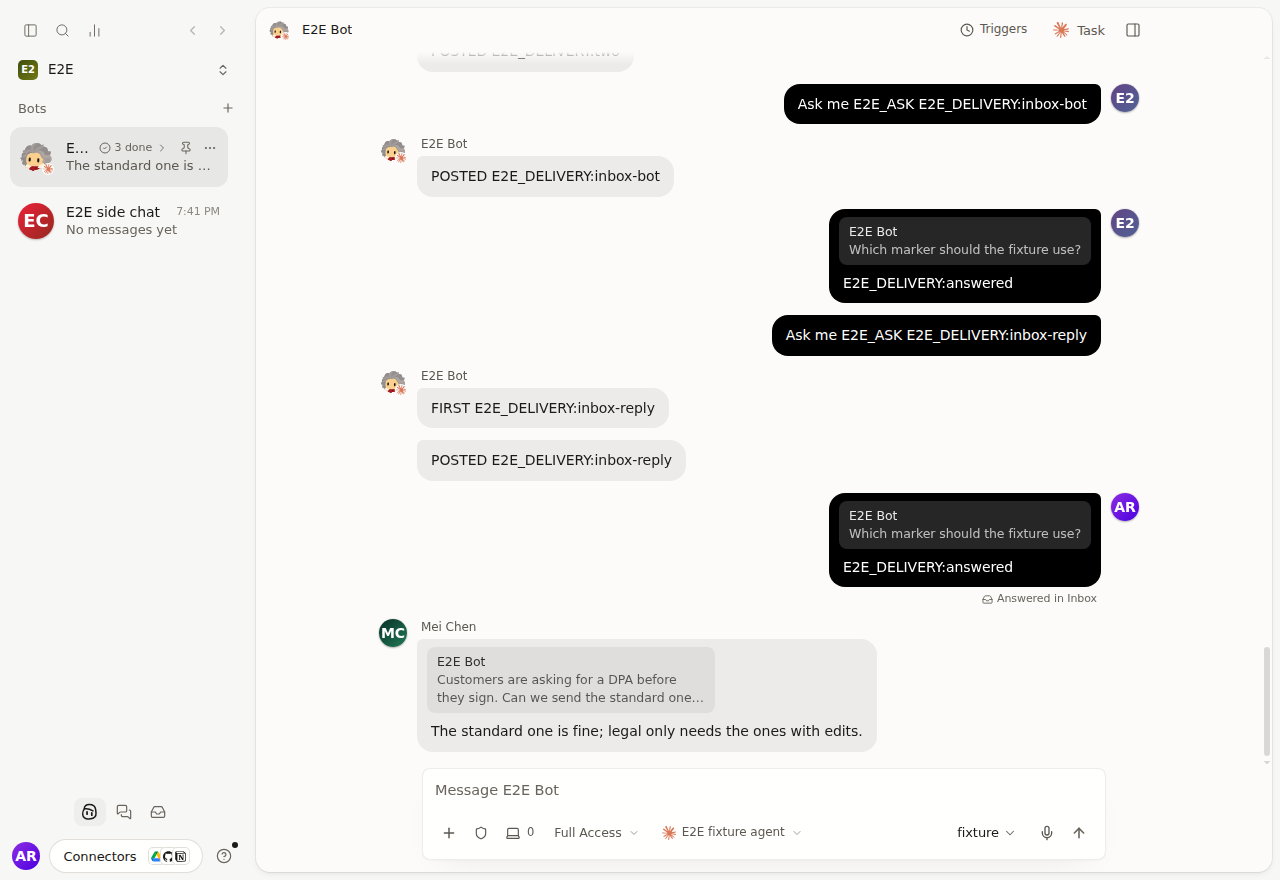 E2E Bot
Triggers
Task
E2 E2E
Bots
E... 3 done
The standard one is ...
EC E2E side chat 7:41 PM
No messages yet
POSTED E2E_DELIVERY:two
Ask me E2E_ASK E2E_DELIVERY:inbox-bot
E2
E2E Bot
POSTED E2E_DELIVERY:inbox-bot
E2E Bot
Which marker should the fixture use?
E2E_DELIVERY:answered
E2
Ask me E2E_ASK E2E_DELIVERY:inbox-reply
E2E Bot
FIRST E2E_DELIVERY:inbox-reply
POSTED E2E_DELIVERY:inbox-reply
E2E Bot
Which marker should the fixture use?
E2E_DELIVERY:answered
AR
Answered in Inbox
MC Mei Chen
E2E Bot
Customers are asking for a DPA before
they sign. Can we send the standard one...
The standard one is fine; legal only needs the ones with edits.
Message E2E Bot
0 Full Access E2E fixture agent fixture
AR Connectors